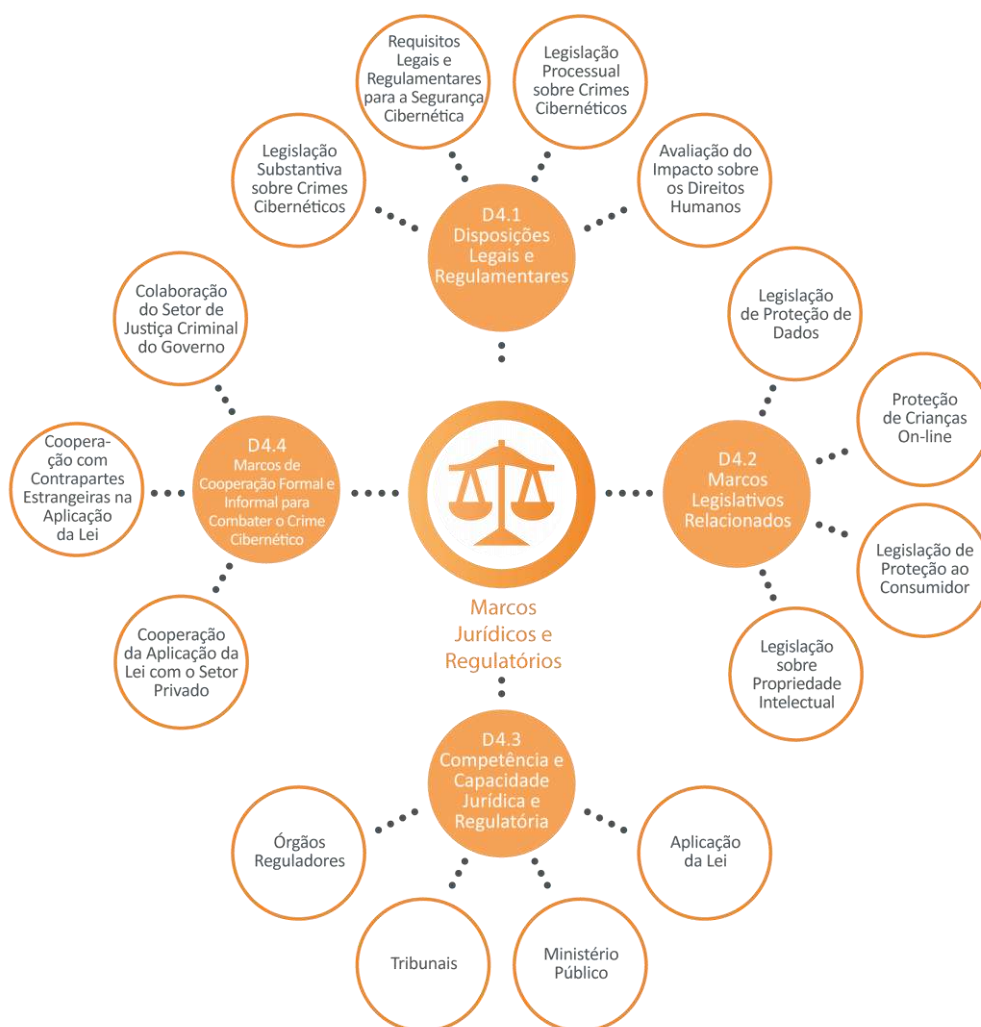 Requisitos
Legais e
Regulamentares
para a Segurança
Cibernética
Legislação
Processual
sobre Crimes
Cibernéticos
Legislação
Substantiva
sobre Crimes
Cibernéticos
Avaliação do
Impacto sobre
os Direitos
Humanos
D4.1
Disposições
Legais e
Regulamentares
Colaboração
do Setor de
Justiça Criminal
do Governo
Legislação
de Proteção de
Dados
Coopera-
ção com
Contrapartes
Estrangeiras na
Aplicação
da Lei
D4.4
Marcos de
Cooperação Formal e
Informal para
Combater o Crime
Cibernético
D4.2
Marcos
Legislativos
Relacionados
Proteção
de Crianças
On-line
Legislação de
Proteção ao
Consumidor
Marcos
Jurídicos e
Regulatórios
Cooperação
da Aplicação da
Lei com o Setor
Privado
Legislação
sobre
Propriedade
Intelectual
D4.3
Competência e
Capacidade
Jurídica e
Regulatória
Órgãos
Reguladores
Aplicação
da Lei
Tribunais
Ministério
Público